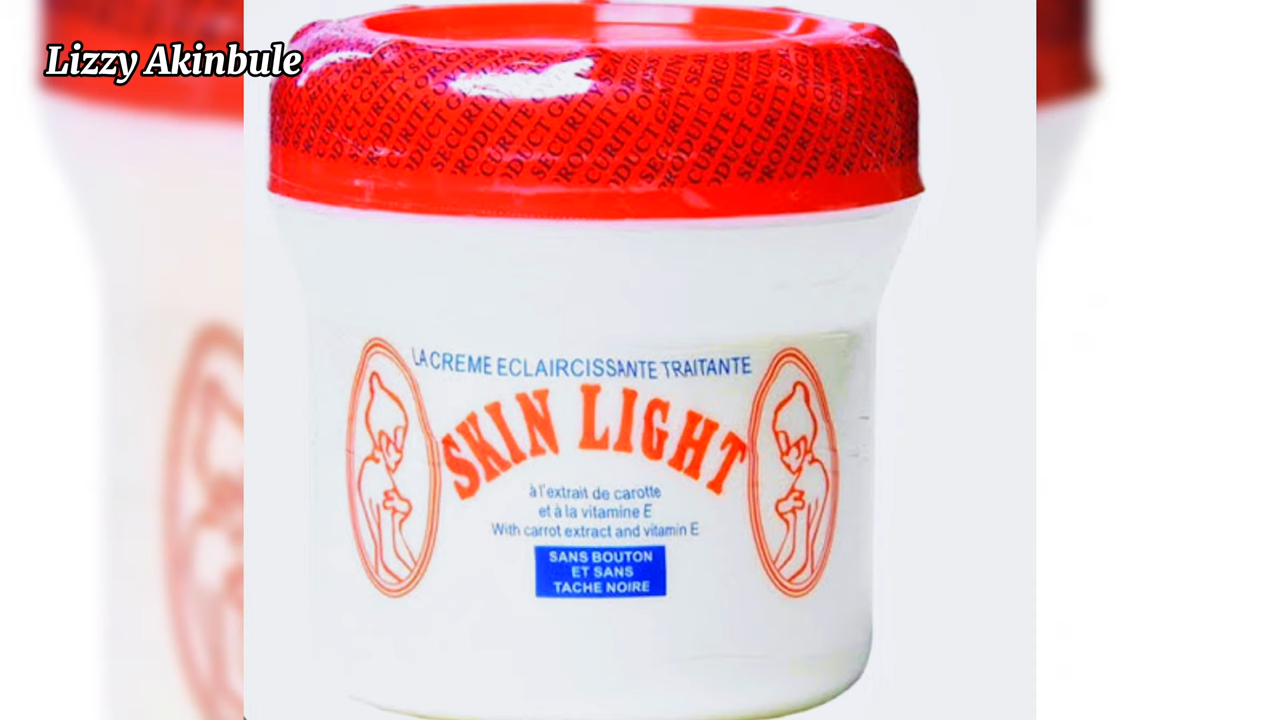 Lizzy Akinbule
LA CREME ECLAIRCISSANTE TRAITANTE
SKIN LIGHT
à l'extrait de carotte
et à la vitamine E
With carrot extract and vitamin E
SANS BOUTON
ET SANS
TACHE NOIRE